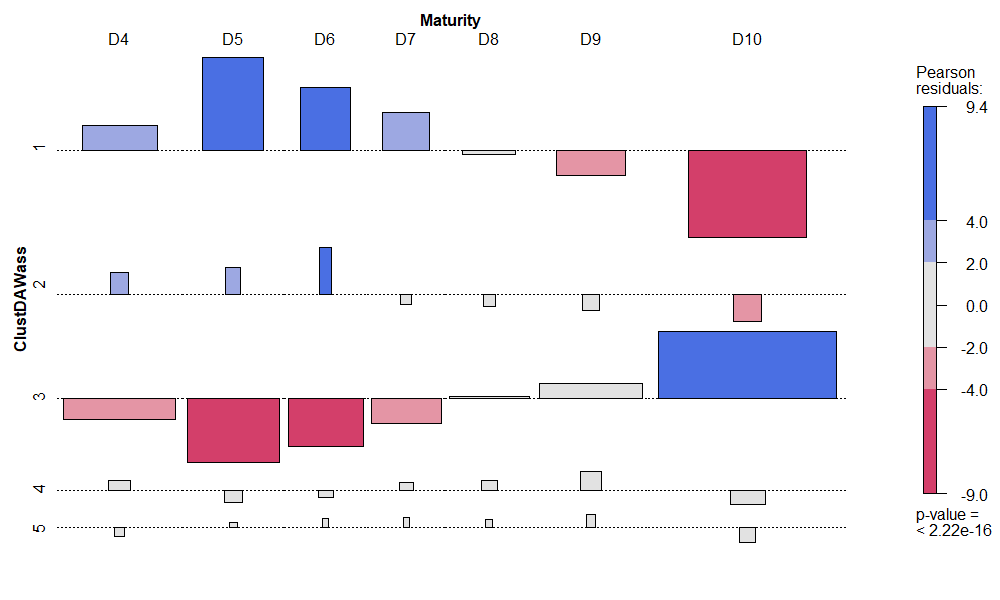 Maturity
D4 D5 D6 D7 D8 D9 D10
Pearson
residuals:
9.4
4.0
2.0
0.0
-2.0
-4.0
-9.0
p-value =
< 2.22e-16
ClustDAWass
1
2
3
4
5